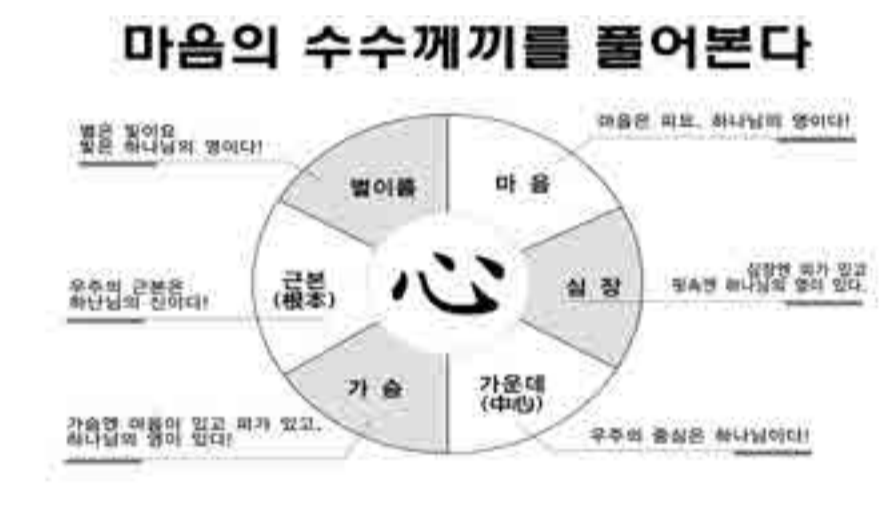 마음의 수수께끼를 풀어본다
별은 빛이요
빛은 하나님의 영이다!
마음은 피요, 하나님의 영이다!
별이름
마 음
心
근본
(根本)
심 장
우주의 근본은
하난님의 신이다!
심장엔 피가 있고
핏속엔 하나님의 영이 있다.
가 슴
가운데
(中心)
가슴엔 마음이 있고 피가 있고,
하나님의 영이 있다!
우주의 중심은 하나님이다!